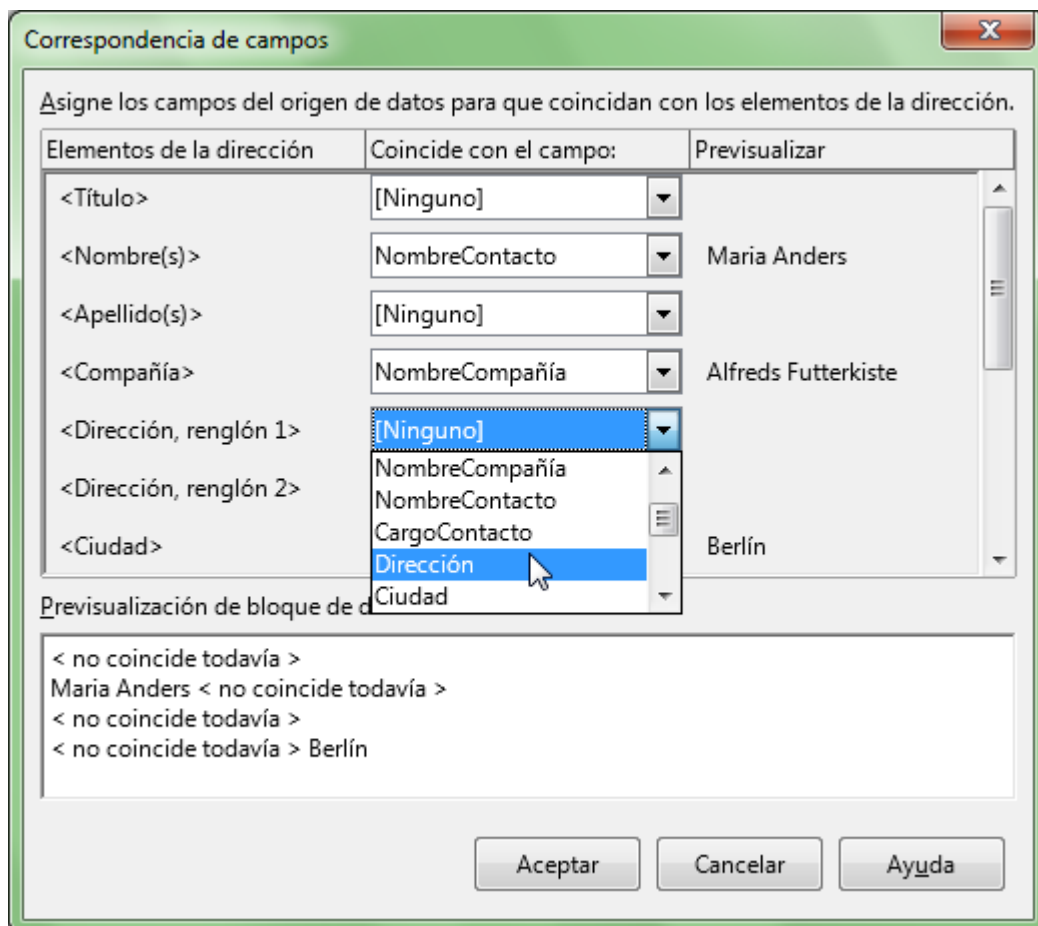 Correspondencia de campos
Asigne los campos del origen de datos para que coincidan con los elementos de la dirección.
Elementos de la dirección Coincide con el campo: Previsualizar
<Título> [Ninguno]
<Nombre(s)> NombreContacto Maria Anders
<Apellido(s)> [Ninguno]
<Compañía> NombreCompañía Alfreds Futterkiste
<Dirección, renglón 1> [Ninguno]
NombreCompañía
<Dirección, renglón 2> NombreContacto
CargoContacto
<Ciudad> Berlín
Dirección
Ciudad
Previsualización de bloque de d
< no coincide todavía >
Maria Anders < no coincide todavía >
< no coincide todavía >
< no coincide todavía > Berlín
Aceptar Cancelar Ayuda